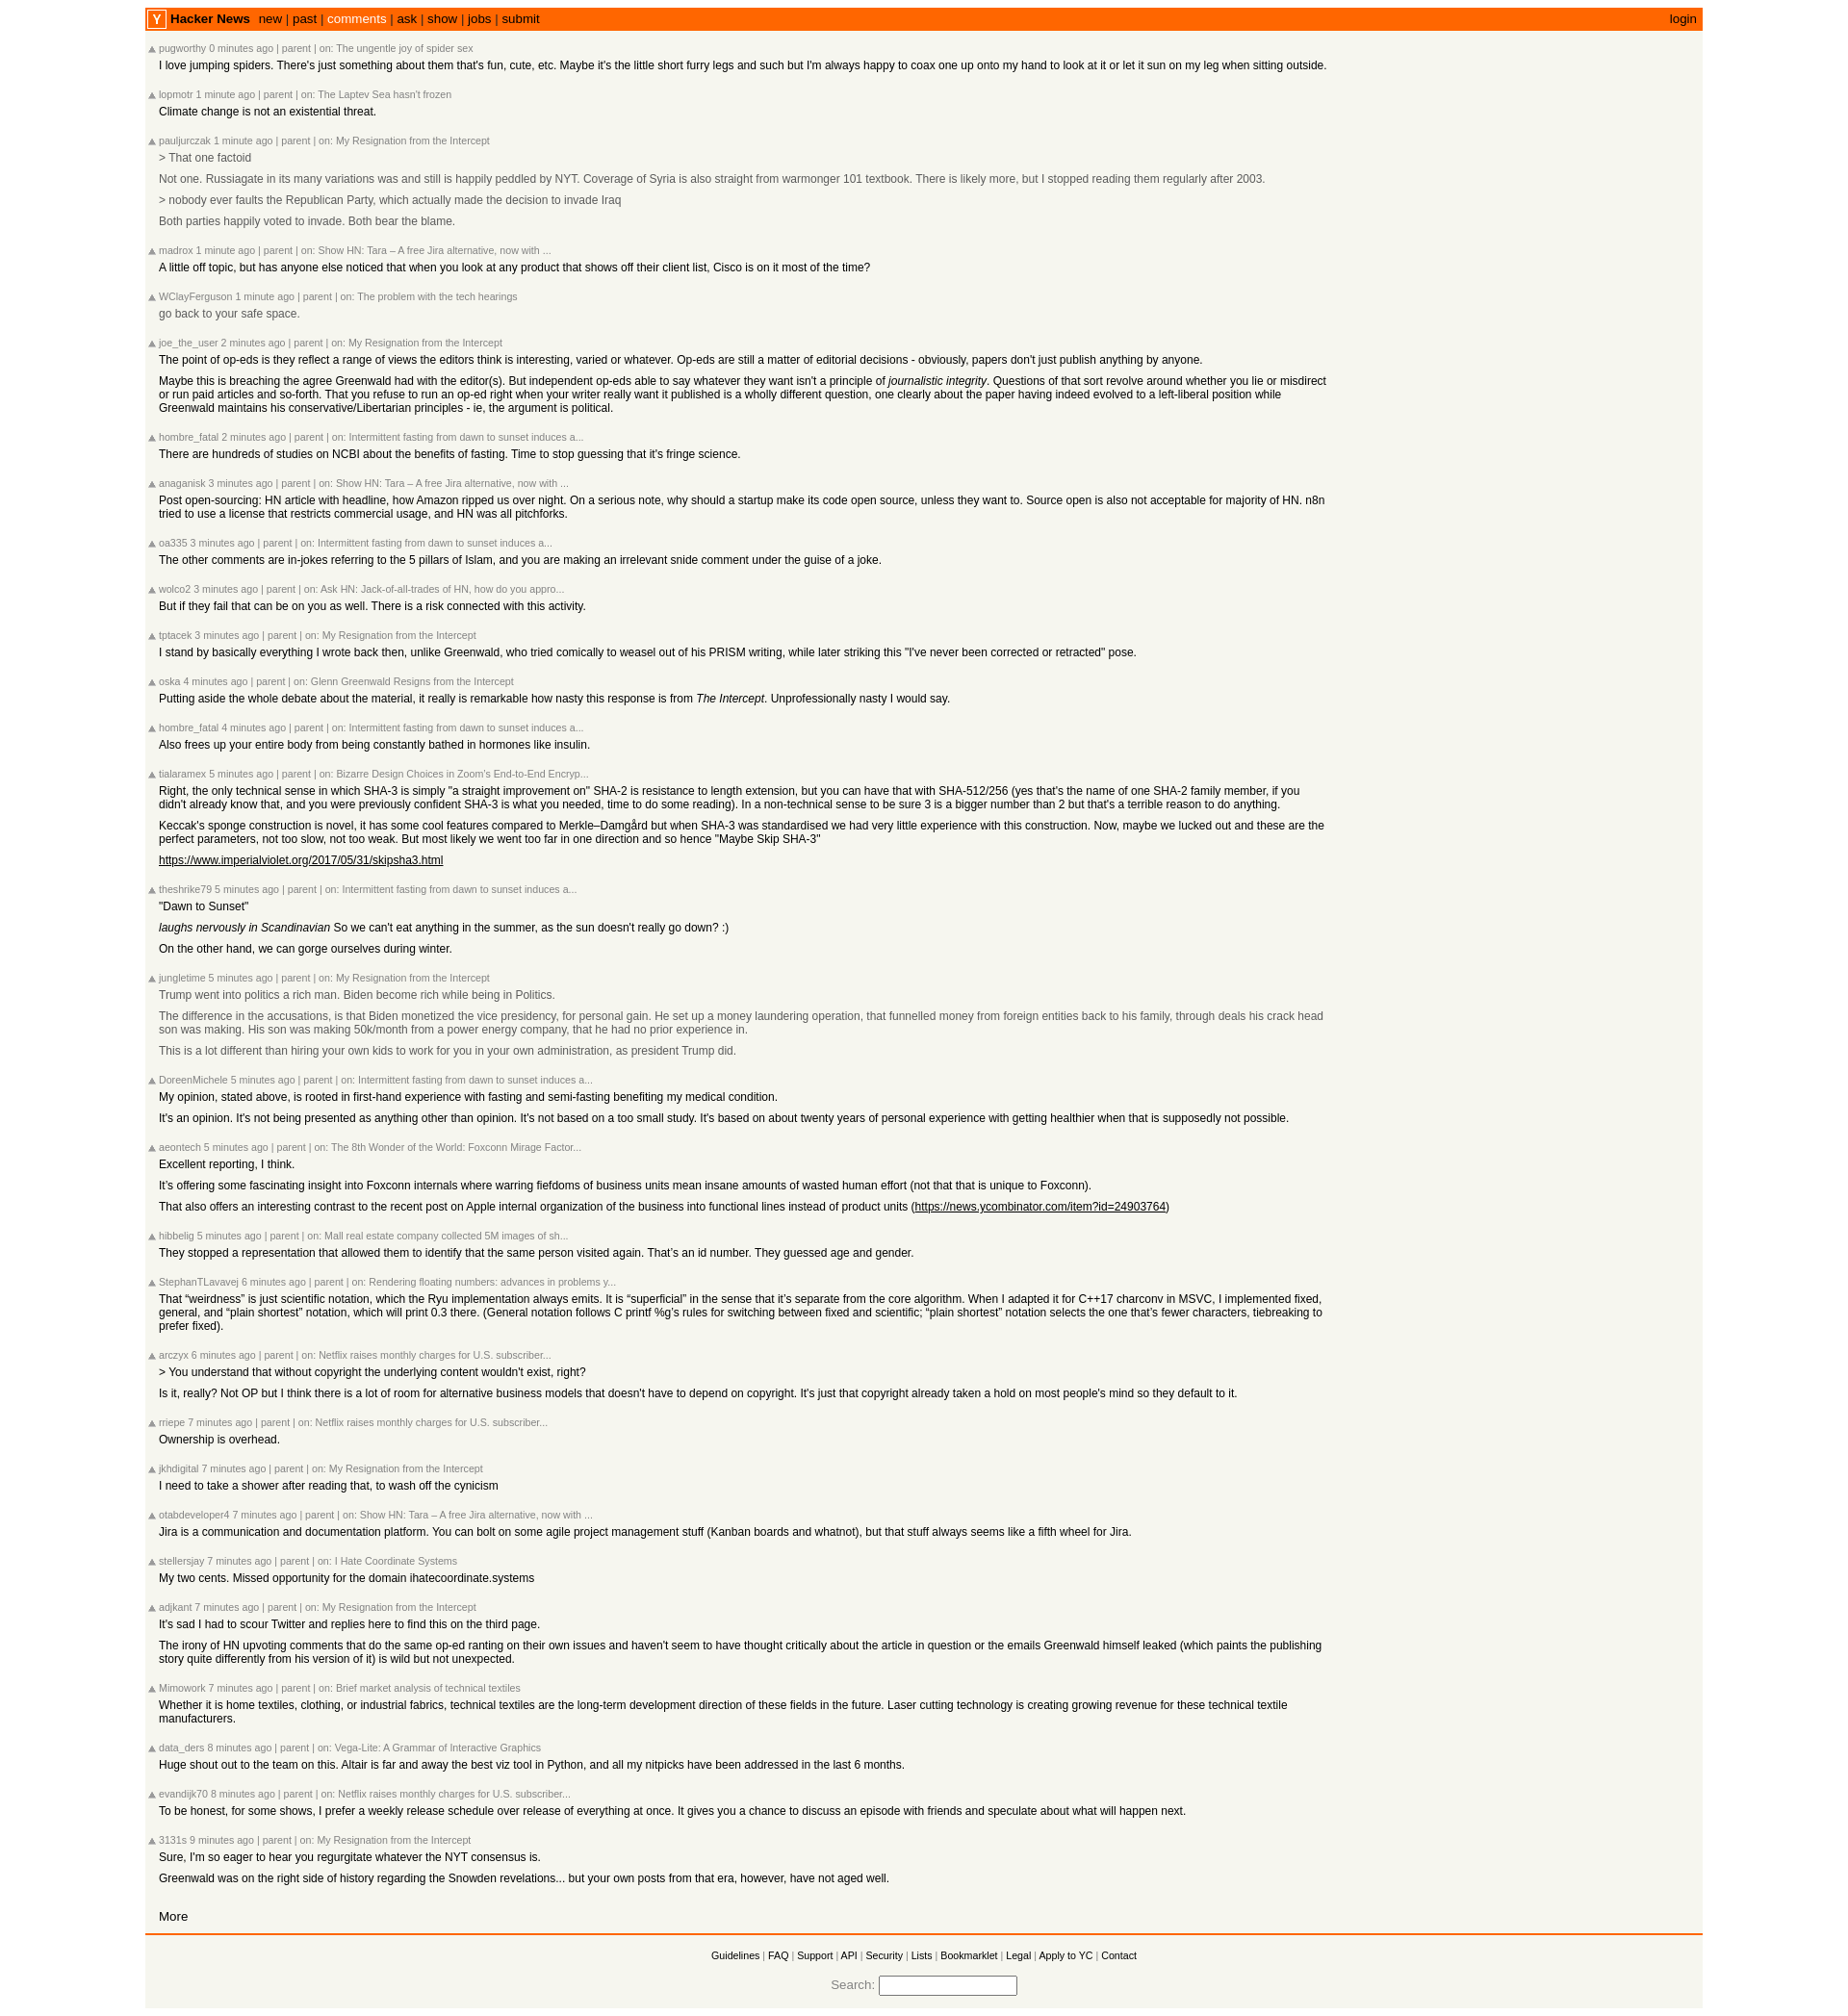 Y Hacker News new | past | comments | ask | show | jobs | submit login
pugworthy 0 minutes ago | parent | on: The ungentle joy of spider sex
I love jumping spiders. There's just something about them that's fun, cute, etc. Maybe it's the little short furry legs and such but I'm always happy to coax one up onto my hand to look at it or let it sun on my leg when sitting outside.
lopmotr 1 minute ago | parent | on: The Laptev Sea hasn't frozen
Climate change is not an existential threat.
pauljurczak 1 minute ago | parent | on: My Resignation from the Intercept
> That one factoid
Not one. Russiagate in its many variations was and still is happily peddled by NYT. Coverage of Syria is also straight from warmonger 101 textbook. There is likely more, but I stopped reading them regularly after 2003.
> nobody ever faults the Republican Party, which actually made the decision to invade Iraq
Both parties happily voted to invade. Both bear the blame.
madrox 1 minute ago | parent | on: Show HN: Tara – A free Jira alternative, now with ...
A little off topic, but has anyone else noticed that when you look at any product that shows off their client list, Cisco is on it most of the time?
WClayFerguson 1 minute ago | parent | on: The problem with the tech hearings
go back to your safe space.
joe_the_user 2 minutes ago | parent | on: My Resignation from the Intercept
The point of op-eds is they reflect a range of views the editors think is interesting, varied or whatever. Op-eds are still a matter of editorial decisions - obviously, papers don't just publish anything by anyone.
Maybe this is breaching the agree Greenwald had with the editor(s). But independent op-eds able to say whatever they want isn't a principle of journalistic integrity. Questions of that sort revolve around whether you lie or misdirect
or run paid articles and so-forth. That you refuse to run an op-ed right when your writer really want it published is a wholly different question, one clearly about the paper having indeed evolved to a left-liberal position while
Greenwald maintains his conservative/Libertarian principles - ie, the argument is political.
hombre_fatal 2 minutes ago | parent | on: Intermittent fasting from dawn to sunset induces a...
There are hundreds of studies on NCBI about the benefits of fasting. Time to stop guessing that it's fringe science.
anaganisk 3 minutes ago | parent | on: Show HN: Tara – A free Jira alternative, now with ...
Post open-sourcing: HN article with headline, how Amazon ripped us over night. On a serious note, why should a startup make its code open source, unless they want to. Source open is also not acceptable for majority of HN. n8n
tried to use a license that restricts commercial usage, and HN was all pitchforks.
oa335 3 minutes ago | parent | on: Intermittent fasting from dawn to sunset induces a...
The other comments are in-jokes referring to the 5 pillars of Islam, and you are making an irrelevant snide comment under the guise of a joke.
wolco2 3 minutes ago | parent | on: Ask HN: Jack-of-all-trades of HN, how do you appro...
But if they fail that can be on you as well. There is a risk connected with this activity.
tptacek 3 minutes ago | parent | on: My Resignation from the Intercept
I stand by basically everything I wrote back then, unlike Greenwald, who tried comically to weasel out of his PRISM writing, while later striking this "I've never been corrected or retracted" pose.
oska 4 minutes ago | parent | on: Glenn Greenwald Resigns from the Intercept
Putting aside the whole debate about the material, it really is remarkable how nasty this response is from The Intercept. Unprofessionally nasty I would say.
hombre_fatal 4 minutes ago | parent | on: Intermittent fasting from dawn to sunset induces a...
Also frees up your entire body from being constantly bathed in hormones like insulin.
tialaramex 5 minutes ago | parent | on: Bizarre Design Choices in Zoom's End-to-End Encryp...
Right, the only technical sense in which SHA-3 is simply "a straight improvement on" SHA-2 is resistance to length extension, but you can have that with SHA-512/256 (yes that's the name of one SHA-2 family member, if you
didn't already know that, and you were previously confident SHA-3 is what you needed, time to do some reading). In a non-technical sense to be sure 3 is a bigger number than 2 but that's a terrible reason to do anything.
Keccak's sponge construction is novel, it has some cool features compared to Merkle–Damgård but when SHA-3 was standardised we had very little experience with this construction. Now, maybe we lucked out and these are the
perfect parameters, not too slow, not too weak. But most likely we went too far in one direction and so hence "Maybe Skip SHA-3"
https://www.imperialviolet.org/2017/05/31/skipsha3.html
theshrike79 5 minutes ago | parent | on: Intermittent fasting from dawn to sunset induces a...
"Dawn to Sunset"
laughs nervously in Scandinavian So we can't eat anything in the summer, as the sun doesn't really go down? :)
On the other hand, we can gorge ourselves during winter.
jungletime 5 minutes ago | parent | on: My Resignation from the Intercept
Trump went into politics a rich man. Biden become rich while being in Politics.
The difference in the accusations, is that Biden monetized the vice presidency, for personal gain. He set up a money laundering operation, that funnelled money from foreign entities back to his family, through deals his crack head
son was making. His son was making 50k/month from a power energy company, that he had no prior experience in.
This is a lot different than hiring your own kids to work for you in your own administration, as president Trump did.
DoreenMichele 5 minutes ago | parent | on: Intermittent fasting from dawn to sunset induces a...
My opinion, stated above, is rooted in first-hand experience with fasting and semi-fasting benefiting my medical condition.
It's an opinion. It's not being presented as anything other than opinion. It's not based on a too small study. It's based on about twenty years of personal experience with getting healthier when that is supposedly not possible.
aeontech 5 minutes ago | parent | on: The 8th Wonder of the World: Foxconn Mirage Factor...
Excellent reporting, I think.
It’s offering some fascinating insight into Foxconn internals where warring fiefdoms of business units mean insane amounts of wasted human effort (not that that is unique to Foxconn).
That also offers an interesting contrast to the recent post on Apple internal organization of the business into functional lines instead of product units (https://news.ycombinator.com/item?id=24903764)
hibbelig 5 minutes ago | parent | on: Mall real estate company collected 5M images of sh...
They stopped a representation that allowed them to identify that the same person visited again. That’s an id number. They guessed age and gender.
StephanTLavavej 6 minutes ago | parent | on: Rendering floating numbers: advances in problems y...
That “weirdness” is just scientific notation, which the Ryu implementation always emits. It is “superficial” in the sense that it’s separate from the core algorithm. When I adapted it for C++17 charconv in MSVC, I implemented fixed,
general, and “plain shortest” notation, which will print 0.3 there. (General notation follows C printf %g’s rules for switching between fixed and scientific; “plain shortest” notation selects the one that’s fewer characters, tiebreaking to
prefer fixed).
arczyx 6 minutes ago | parent | on: Netflix raises monthly charges for U.S. subscriber...
> You understand that without copyright the underlying content wouldn't exist, right?
Is it, really? Not OP but I think there is a lot of room for alternative business models that doesn't have to depend on copyright. It's just that copyright already taken a hold on most people's mind so they default to it.
rriepe 7 minutes ago | parent | on: Netflix raises monthly charges for U.S. subscriber...
Ownership is overhead.
jkhdigital 7 minutes ago | parent | on: My Resignation from the Intercept
I need to take a shower after reading that, to wash off the cynicism
otabdeveloper4 7 minutes ago | parent | on: Show HN: Tara – A free Jira alternative, now with ...
Jira is a communication and documentation platform. You can bolt on some agile project management stuff (Kanban boards and whatnot), but that stuff always seems like a fifth wheel for Jira.
stellersjay 7 minutes ago | parent | on: I Hate Coordinate Systems
My two cents. Missed opportunity for the domain ihatecoordinate.systems
adjkant 7 minutes ago | parent | on: My Resignation from the Intercept
It's sad I had to scour Twitter and replies here to find this on the third page.
The irony of HN upvoting comments that do the same op-ed ranting on their own issues and haven't seem to have thought critically about the article in question or the emails Greenwald himself leaked (which paints the publishing
story quite differently from his version of it) is wild but not unexpected.
Mimowork 7 minutes ago | parent | on: Brief market analysis of technical textiles
Whether it is home textiles, clothing, or industrial fabrics, technical textiles are the long-term development direction of these fields in the future. Laser cutting technology is creating growing revenue for these technical textile
manufacturers.
data_ders 8 minutes ago | parent | on: Vega-Lite: A Grammar of Interactive Graphics
Huge shout out to the team on this. Altair is far and away the best viz tool in Python, and all my nitpicks have been addressed in the last 6 months.
evandijk70 8 minutes ago | parent | on: Netflix raises monthly charges for U.S. subscriber...
To be honest, for some shows, I prefer a weekly release schedule over release of everything at once. It gives you a chance to discuss an episode with friends and speculate about what will happen next.
3131s 9 minutes ago | parent | on: My Resignation from the Intercept
Sure, I'm so eager to hear you regurgitate whatever the NYT consensus is.
Greenwald was on the right side of history regarding the Snowden revelations... but your own posts from that era, however, have not aged well.
More
Guidelines | FAQ | Support | API | Security | Lists | Bookmarklet | Legal | Apply to YC | Contact
Search: